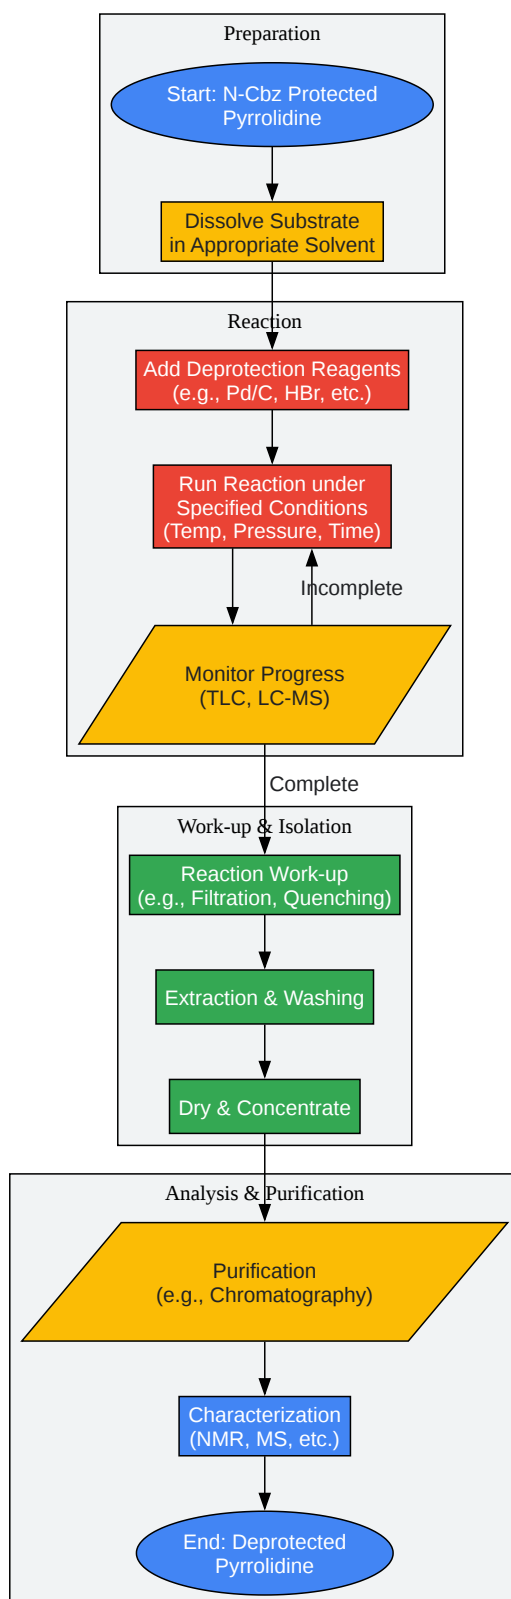 Preparation
Start: N-Cbz Protected
Pyrrolidine
Dissolve Substrate
in Appropriate Solvent
Reaction
Add Deprotection Reagents
(e.g., Pd/C, HBr, etc.)
Run Reaction under
Specified Conditions
(Temp, Pressure, Time)
Incomplete
Monitor Progress
(TLC, LC-MS)
Complete
Work-up & Isolation
Reaction Work-up
(e.g., Filtration, Quenching)
Extraction & Washing
Dry & Concentrate
Analysis & Purification
Purification
(e.g., Chromatography)
Characterization
(NMR, MS, etc.)
End: Deprotected
Pyrrolidine